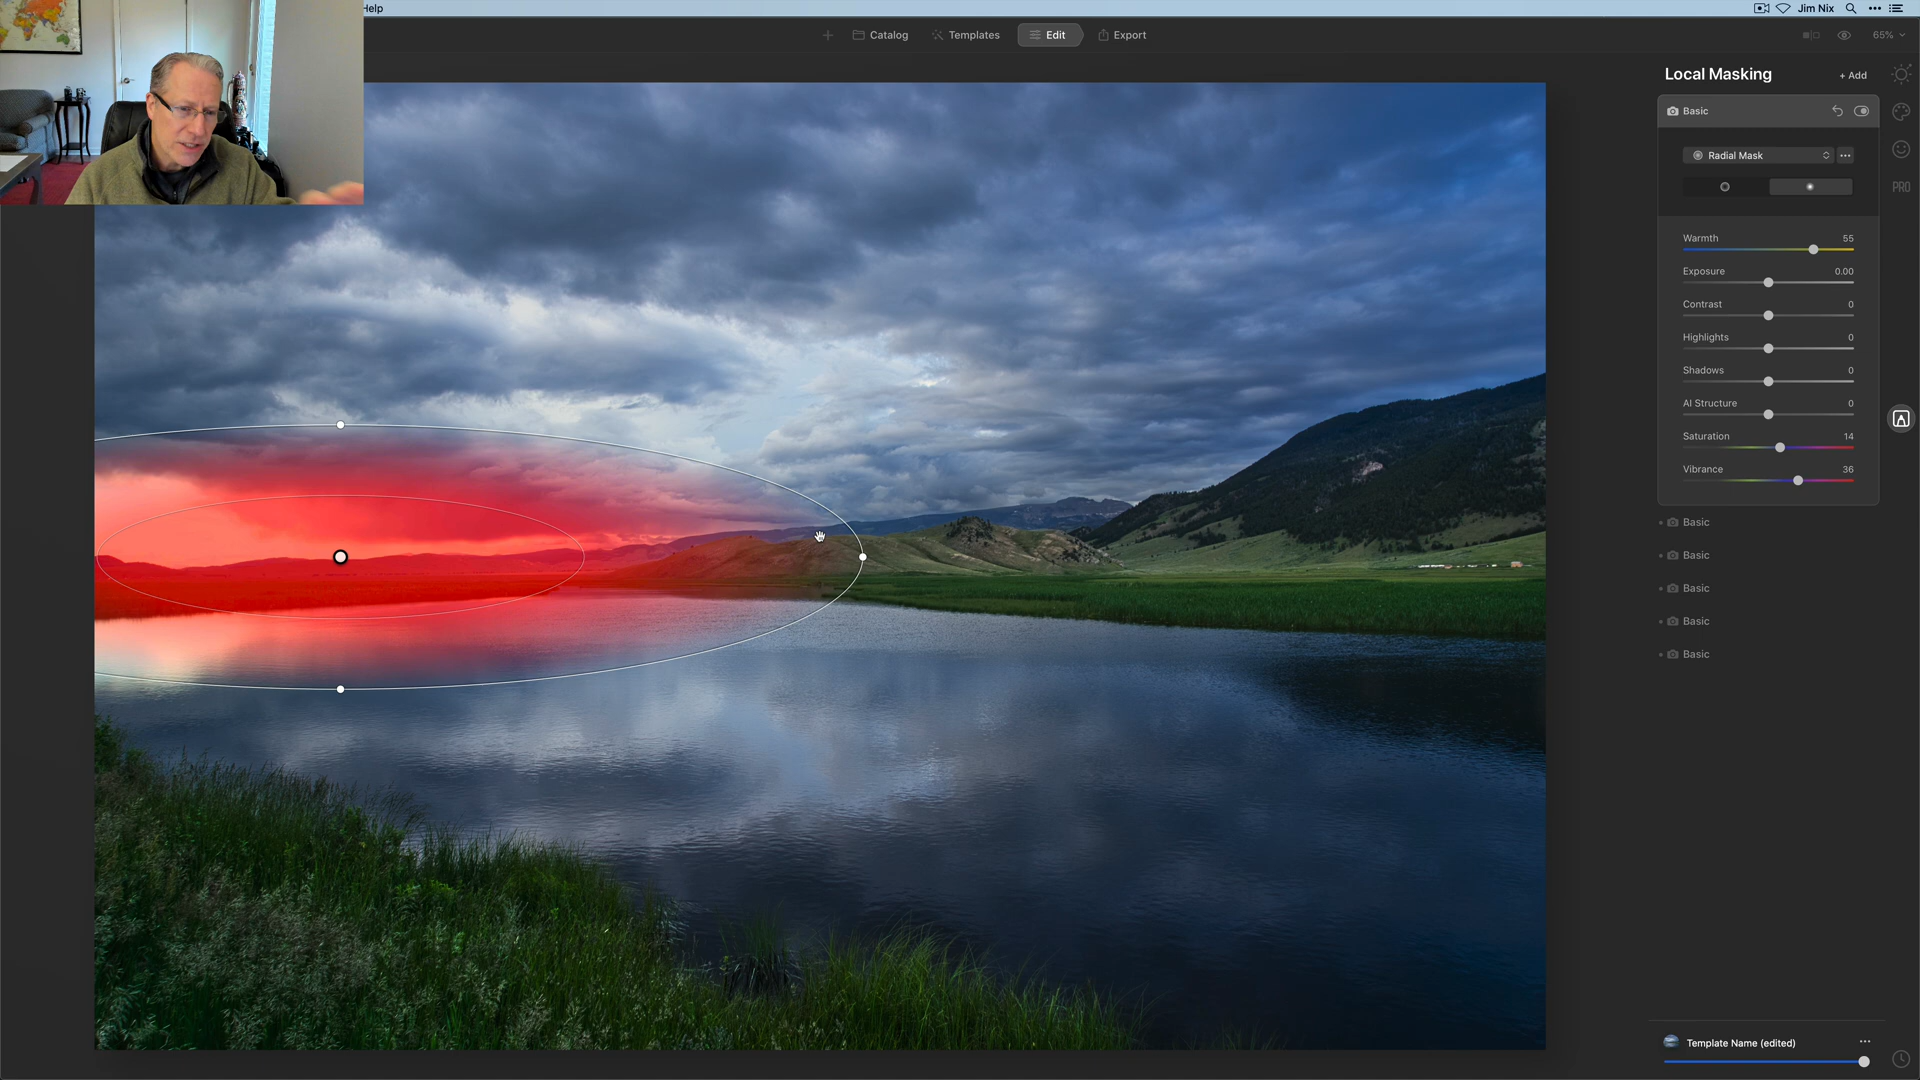 Help
Jim Nix
Catalog
Templates
Edit
Export
65%
Local Masking
+ Add
Basic
Radial Mask
PRO
Warmth 55
Exposure 0.00
Contrast 0
Highlights 0
Shadows 0
AI Structure 0
Saturation 14
Vibrance 36
Basic
Basic
Basic
Basic
Basic
Template Name (edited)